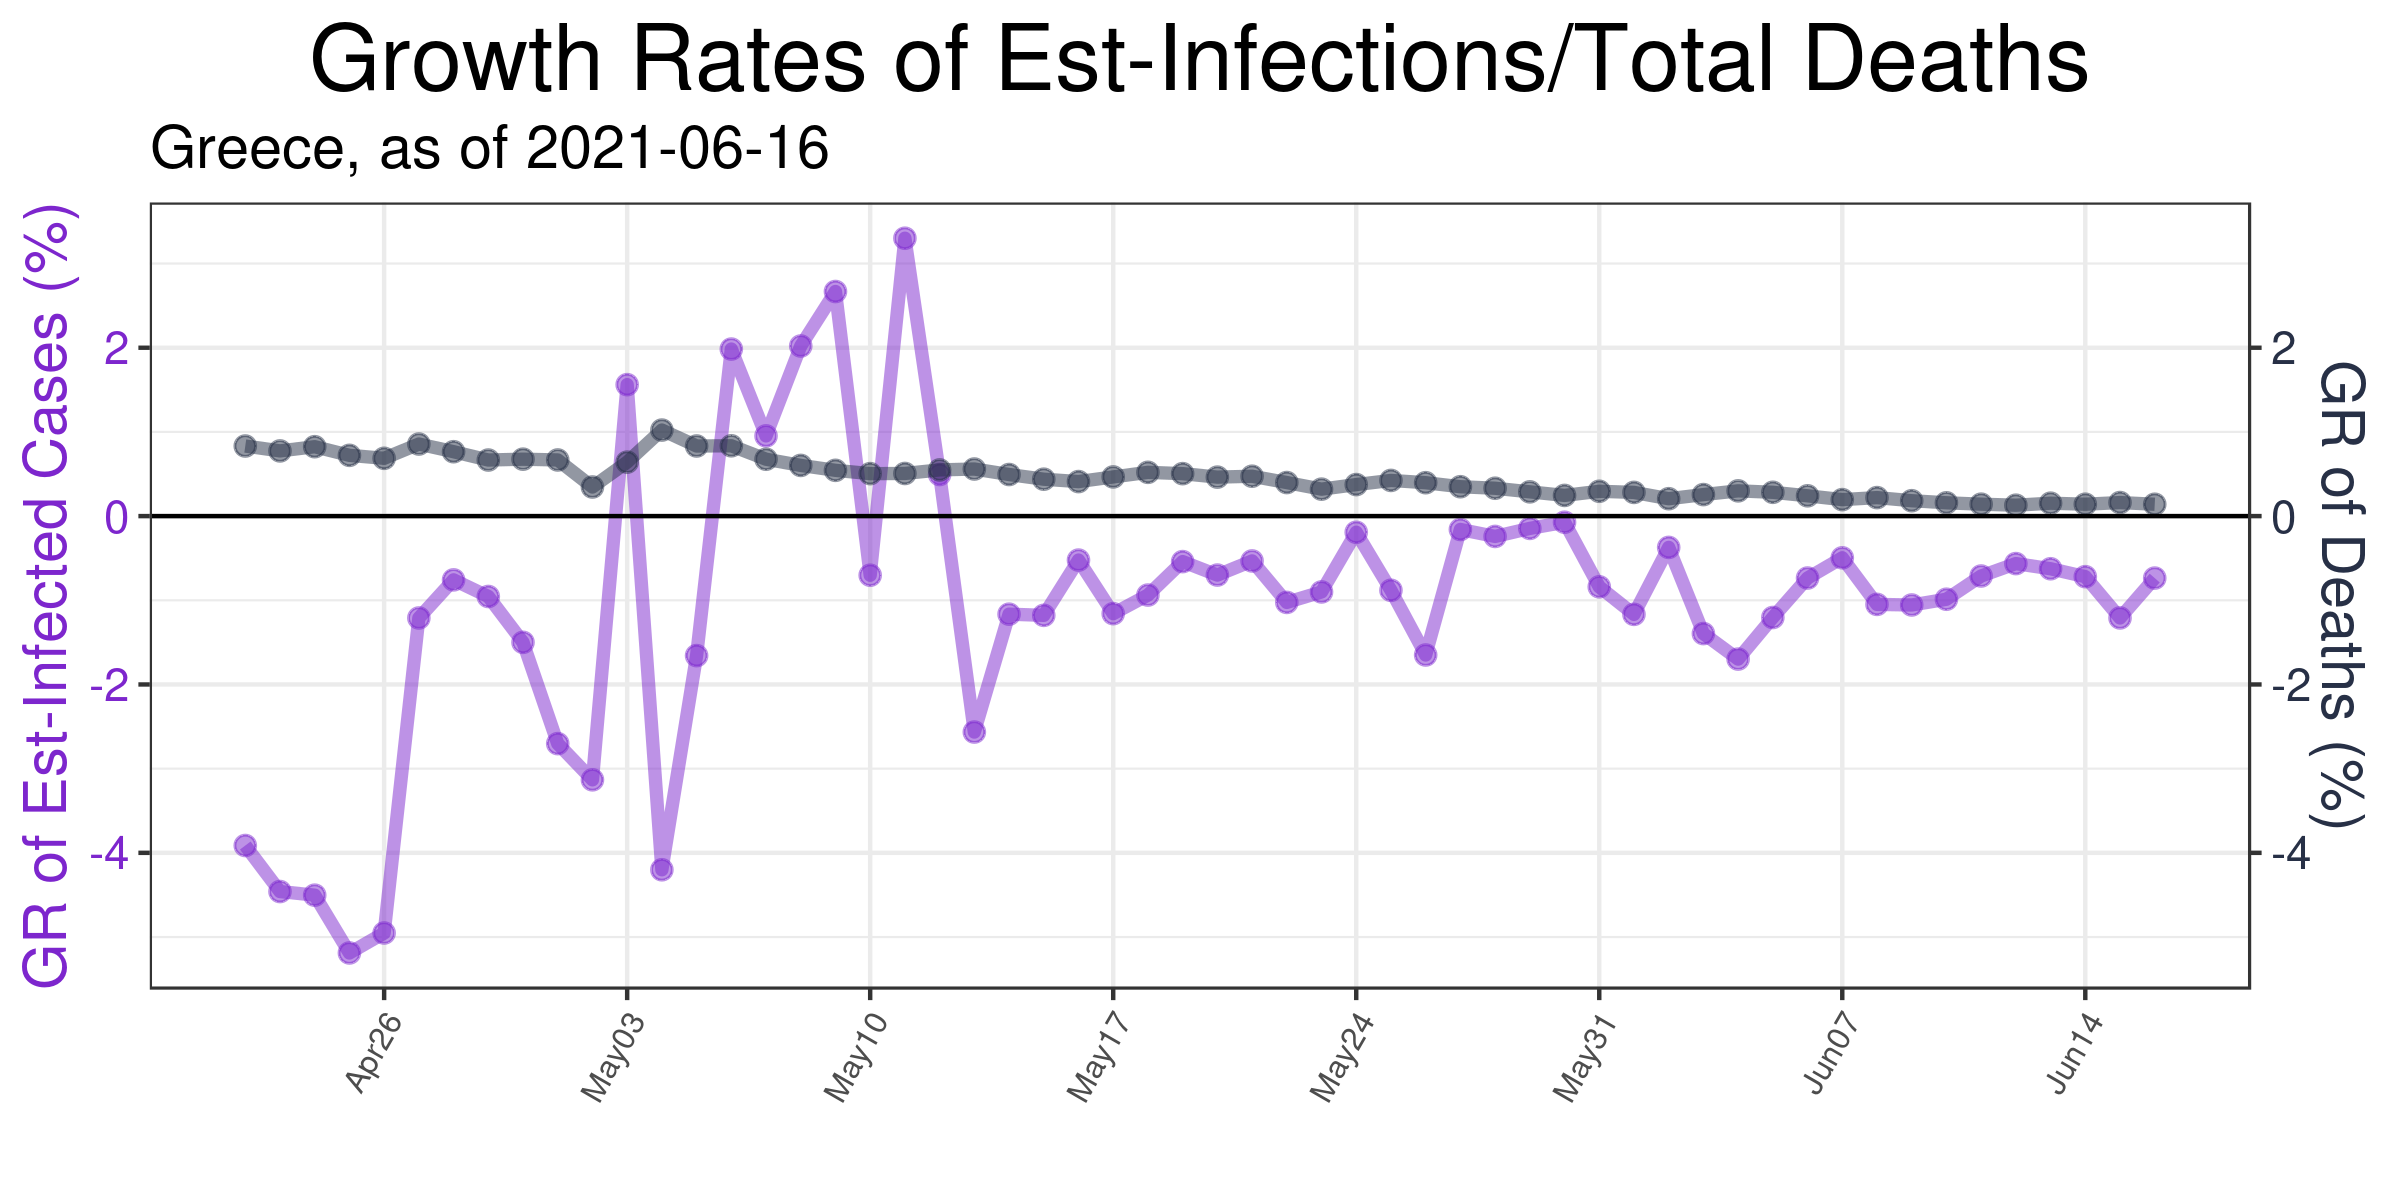 Growth Rates of Est-Infections/Total Deaths
Greece, as of 2021-06-16
GR of Est-Infected Cases (%)
2
0
-2
-4
2
0
-2
-4
GR of Deaths (%)
Apr26
May03
May10
May17
May24
May31
Jun07
Jun14